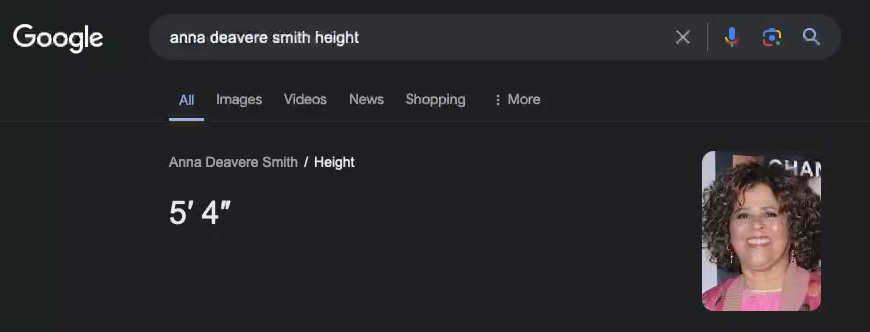 Google
anna deavere smith height
All Images Videos News Shopping More
Anna Deavere Smith / Height
5′ 4″
CHAN